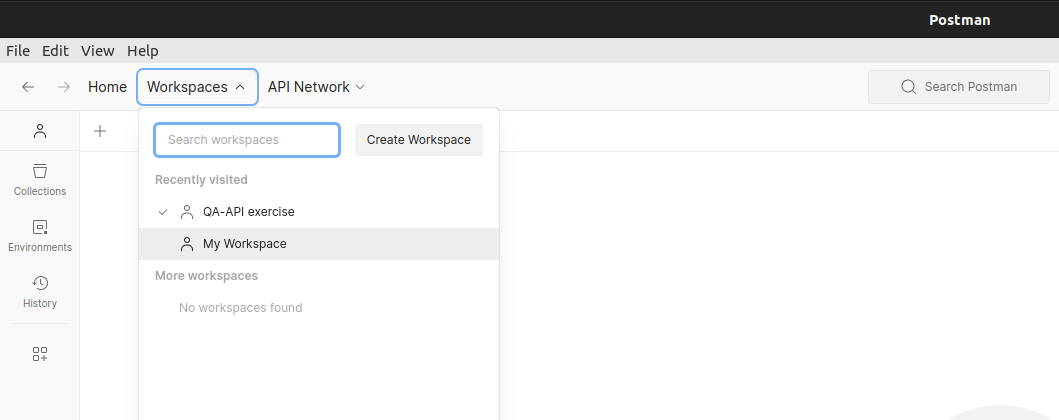 Postman
File Edit View Help
Home Workspaces API Network Search Postman
Search workspaces Create Workspace
Recently visited
Collections
QA-API exercise
Environments
My Workspace
More workspaces
History
No workspaces found